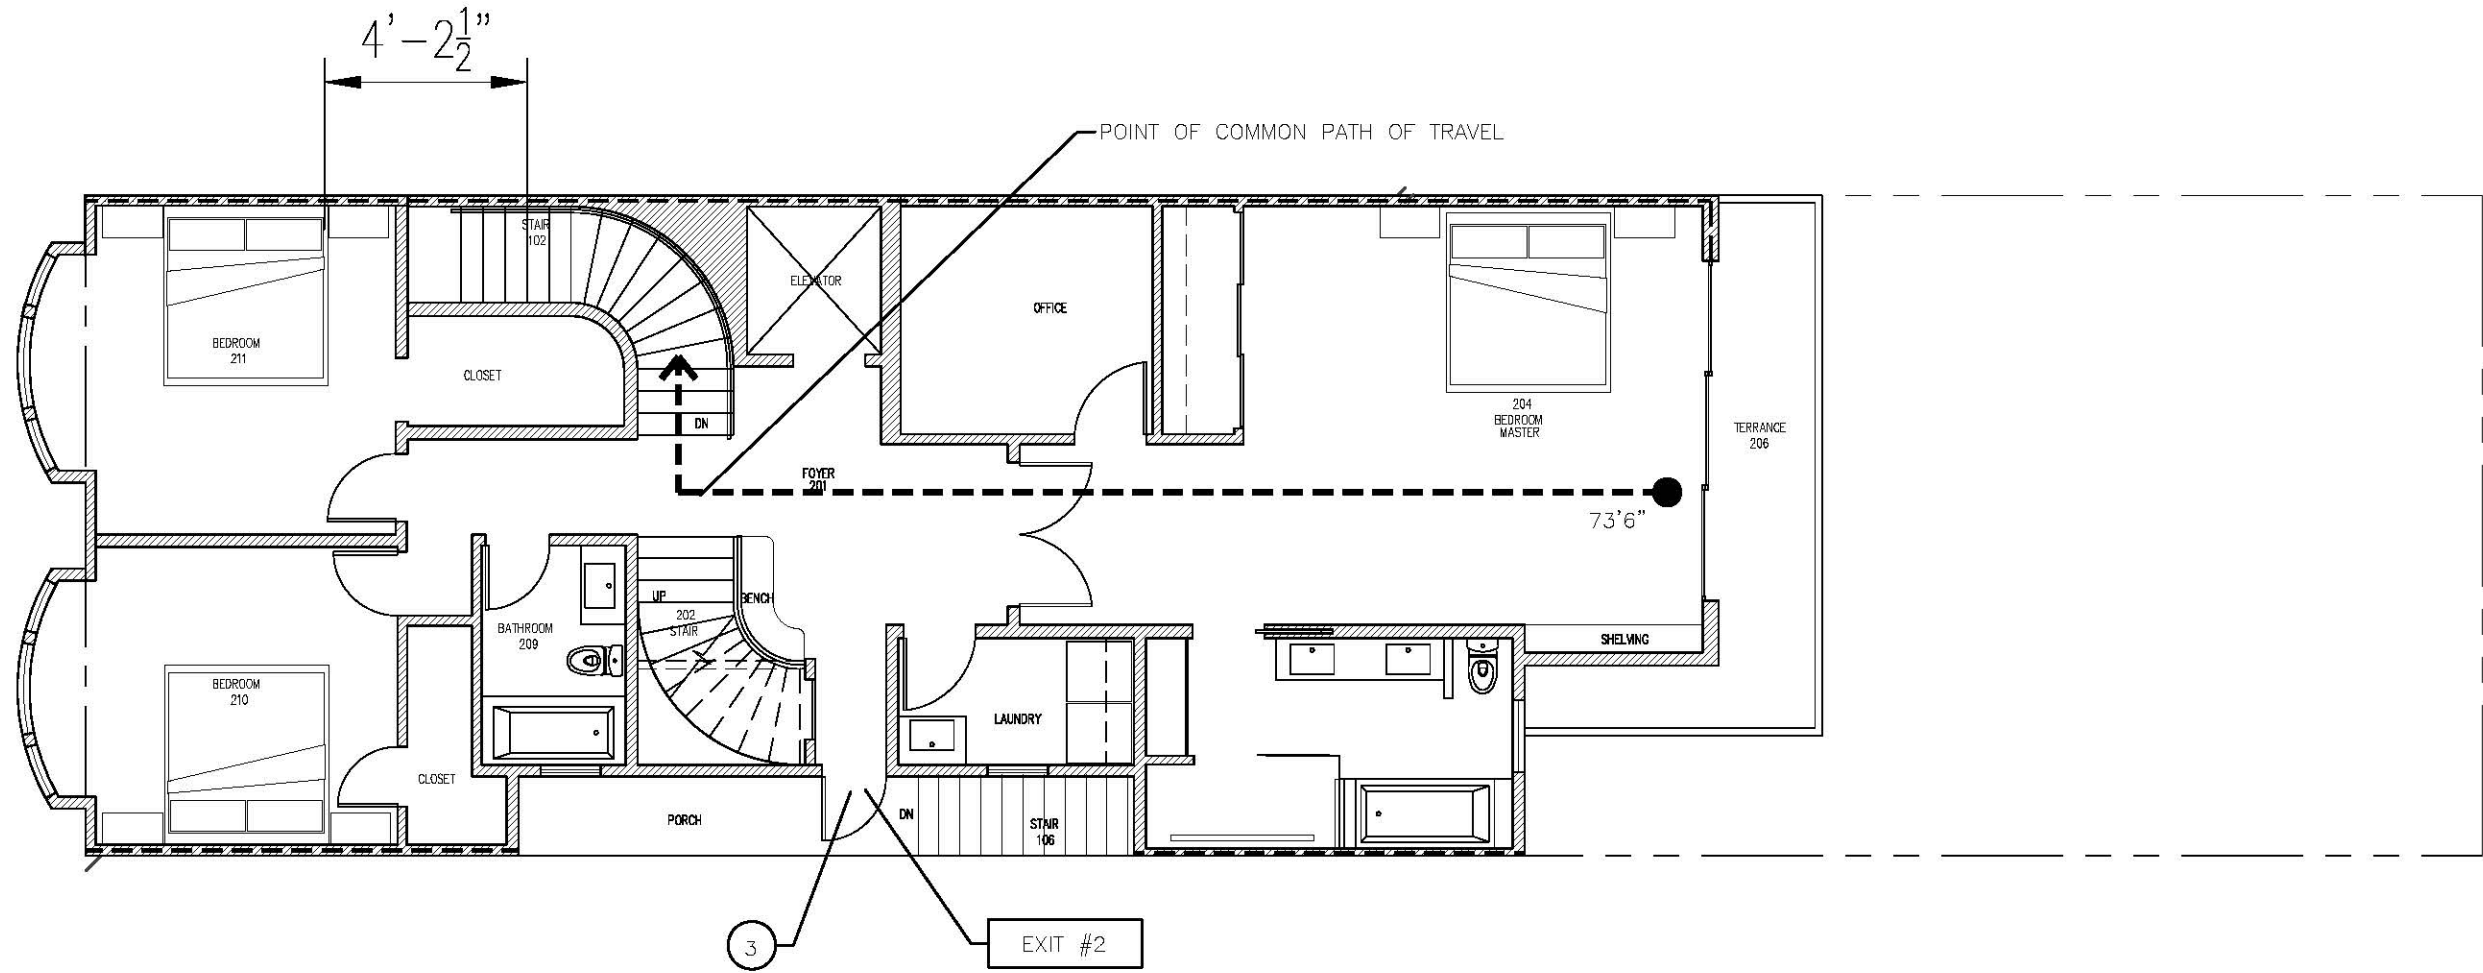 4'-2½"
POINT OF COMMON PATH OF TRAVEL
STAIR
102
ELEVATOR
OFFICE
BEDROOM
211
CLOSET
DN
204
BEDROOM
MASTER
TERRANCE
206
FOYER
201
73'6"
UP
BENCH
202
STAIR
BATHROOM
209
SHELVING
BEDROOM
210
LAUNDRY
CLOSET
PORCH
DN
STAIR
106
3
EXIT #2